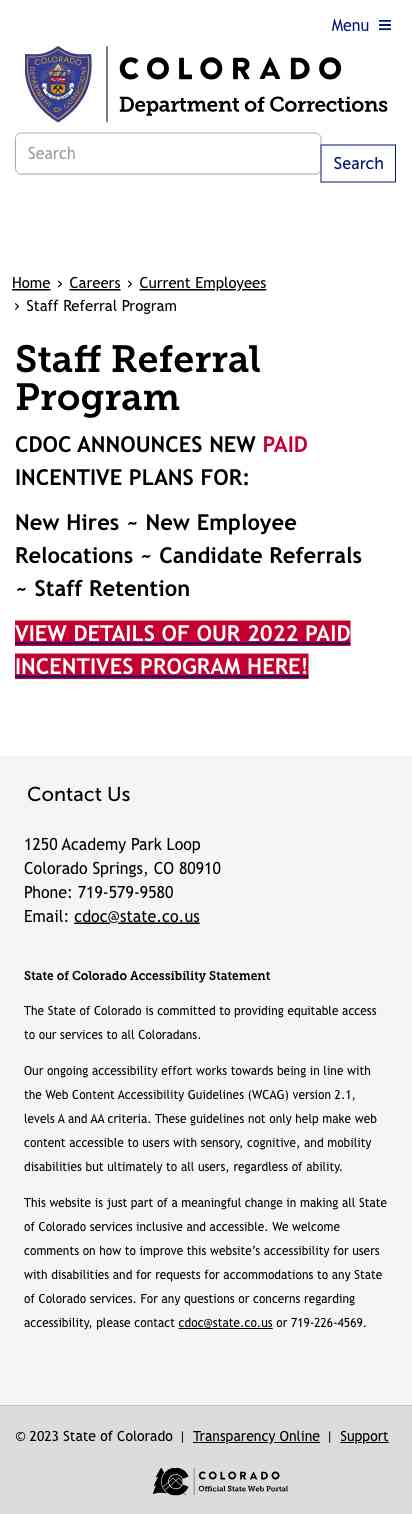 Menu
COLORADO
Department of Corrections
Search
Search
Home › Careers › Current Employees
› Staff Referral Program
Staff Referral
Program
CDOC ANNOUNCES NEW PAID
INCENTIVE PLANS FOR:
New Hires ~ New Employee
Relocations ~ Candidate Referrals
~ Staff Retention
VIEW DETAILS OF OUR 2022 PAID
INCENTIVES PROGRAM HERE!
Contact Us
1250 Academy Park Loop
Colorado Springs, CO 80910
Phone: 719-579-9580
Email: cdoc@state.co.us
State of Colorado Accessibility Statement
The State of Colorado is committed to providing equitable access
to our services to all Coloradans.
Our ongoing accessibility effort works towards being in line with
the Web Content Accessibility Guidelines (WCAG) version 2.1,
levels A and AA criteria. These guidelines not only help make web
content accessible to users with sensory, cognitive, and mobility
disabilities but ultimately to all users, regardless of ability.
This website is just part of a meaningful change in making all State
of Colorado services inclusive and accessible. We welcome
comments on how to improve this website’s accessibility for users
with disabilities and for requests for accommodations to any State
of Colorado services. For any questions or concerns regarding
accessibility, please contact cdoc@state.co.us or 719-226-4569.
© 2023 State of Colorado | Transparency Online | Support
COLORADO
Official State Web Portal